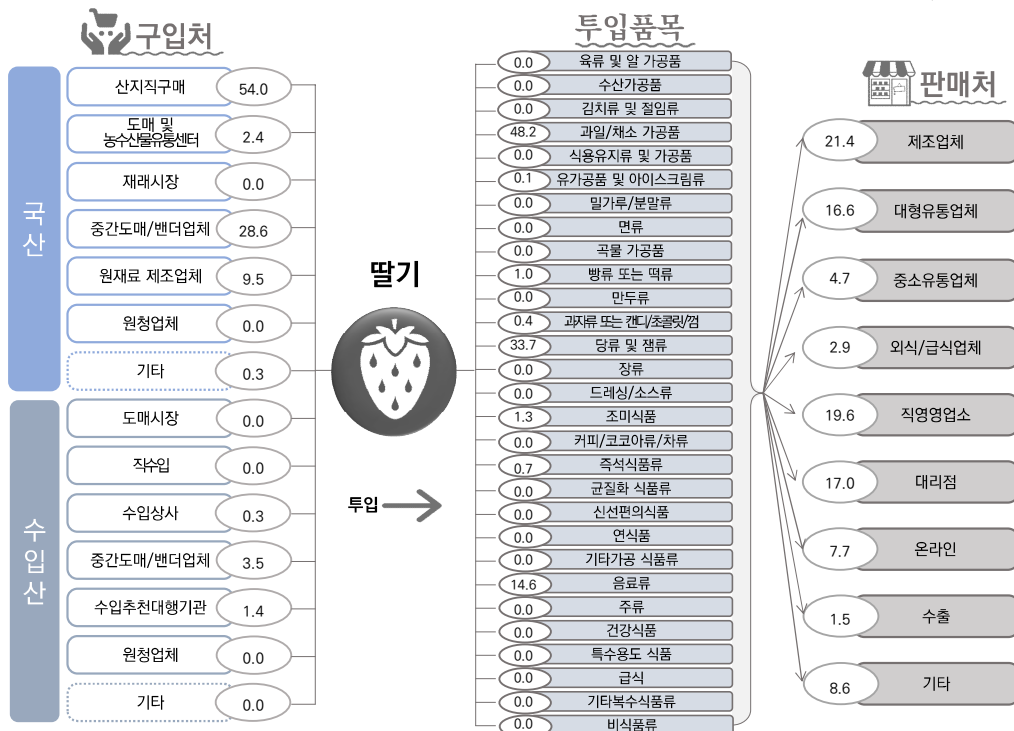 구입처
국산
산지직구매 54.0
도매 및
농수산물유통센터 2.4
재래시장 0.0
중간도매/밴더업체 28.6
원재료 제조업체 9.5
원청업체 0.0
기타 0.3
수입산
도매시장 0.0
직수입 0.0
수입상사 0.3
중간도매/밴더업체 3.5
수입추천대행기관 1.4
원청업체 0.0
기타 0.0
딸기
투입
투입품목
0.0 육류 및 알 가공품
0.0 수산가공품
0.0 김치류 및 절임류
48.2 과일/채소 가공품
0.0 식용유지류 및 가공품
0.1 유가공품 및 아이스크림류
0.0 밀가루/분말류
0.0 면류
0.0 곡물 가공품
1.0 빵류 또는 떡류
0.0 만두류
0.4 과자류 또는 캔디/초콜릿/껌
33.7 당류 및 잼류
0.0 장류
0.0 드레싱/소스류
1.3 조미식품
0.0 커피/코코아류/차류
0.7 즉석식품류
0.0 균질화 식품류
0.0 신선편의식품
0.0 연식품
0.0 기타가공 식품류
14.6 음료류
0.0 주류
0.0 건강식품
0.0 특수용도 식품
0.0 급식
0.0 기타복수식품류
0.0 비식품류
판매처
21.4 제조업체
16.6 대형유통업체
4.7 중소유통업체
2.9 외식/급식업체
19.6 직영영업소
17.0 대리점
7.7 온라인
1.5 수출
8.6 기타